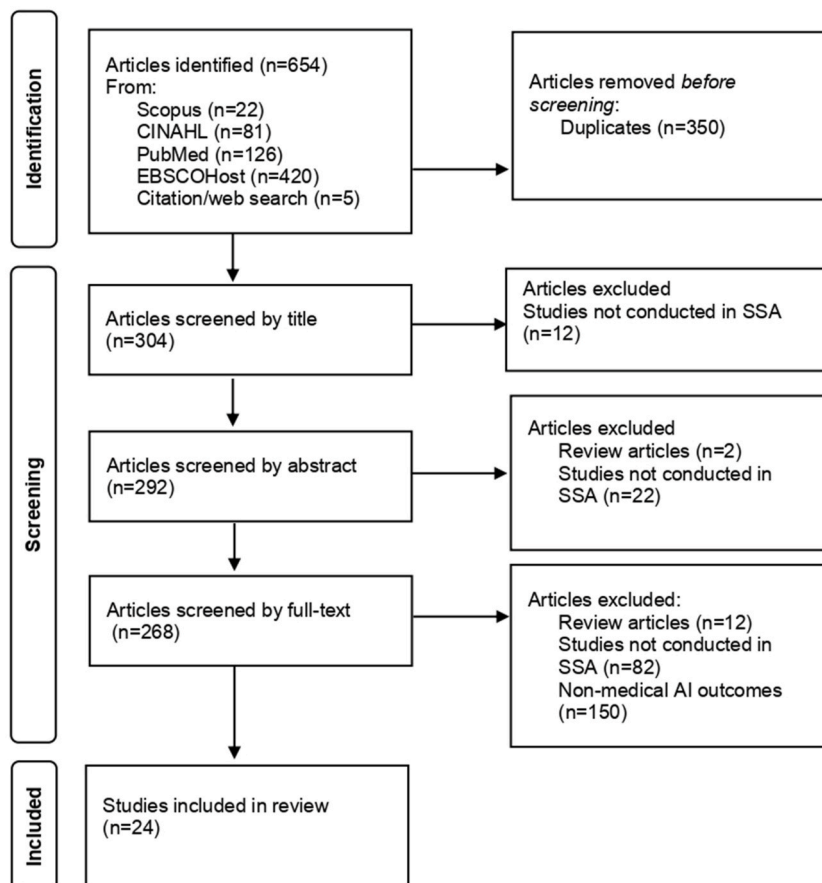 Identification
Articles identified (n=654)
From:
Scopus (n=22)
CINAHL (n=81)
PubMed (n=126)
EBSCOHost (n=420)
Citation/web search (n=5)
Articles removed before
screening:
Duplicates (n=350)
Screening
Articles screened by title
(n=304)
Articles excluded
Studies not conducted in SSA
(n=12)
Articles screened by abstract
(n=292)
Articles excluded
Review articles (n=2)
Studies not conducted in
SSA (n=22)
Articles screened by full-text
(n=268)
Articles excluded:
Review articles (n=12)
Studies not conducted in
SSA (n=82)
Non-medical AI outcomes
(n=150)
Included
Studies included in review
(n=24)